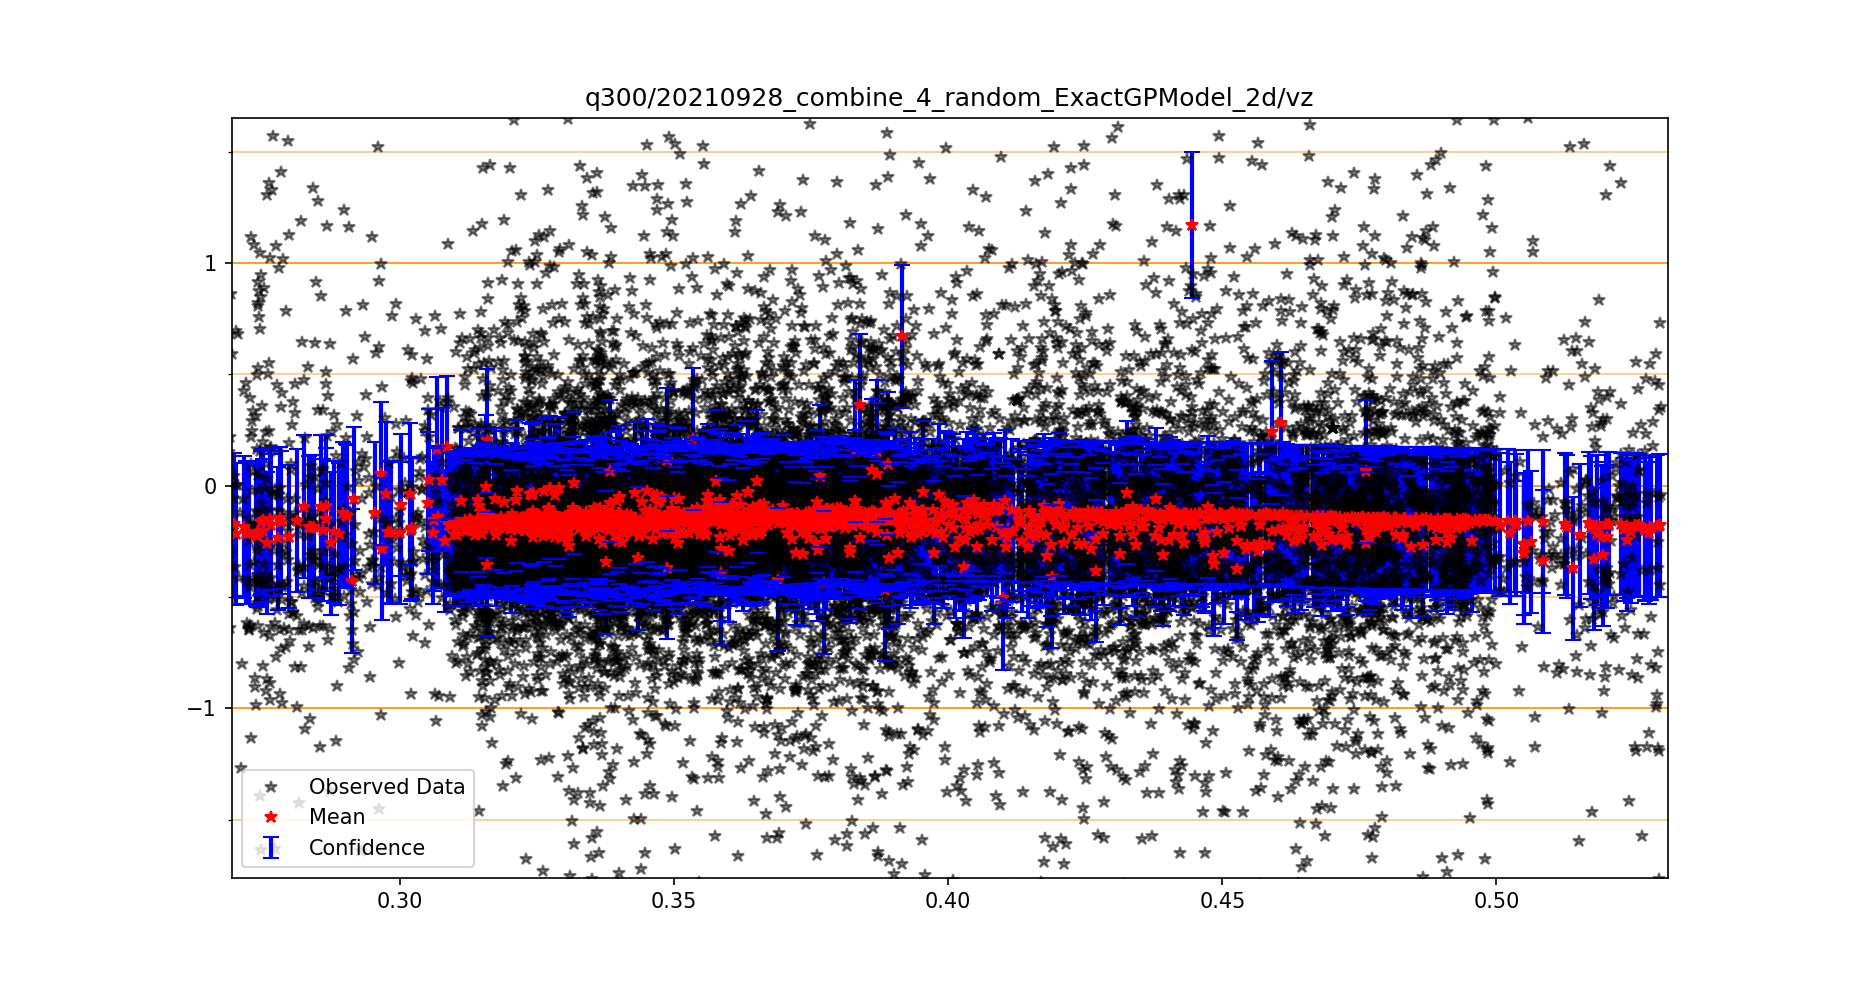 q300/20210928_combine_4_random_ExactGPModel_2d/vz
1
0
−1
Observed Data
Mean
Confidence
0.30 0.35 0.40 0.45 0.50